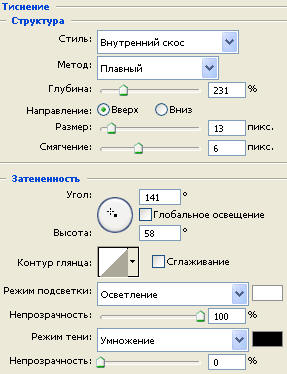 Тиснение
Структура
Стиль: Внутренний скос
Метод: Плавный
Глубина: 231 %
Направление: Вверх Вниз
Размер: 13 пикс.
Смягчение: 6 пикс.
Затененность
Угол: 141 °
Глобальное освещение
Высота: 58 °
Контур глянца: Сглаживание
Режим подсветки: Осветление
Непрозрачность: 100 %
Режим тени: Умножение
Непрозрачность: 0 %